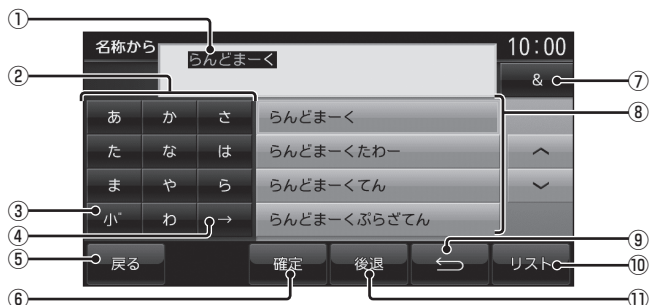 ①
名称から
らんどまーく
10:00
②
&
⑦
⑧
あ か さ
らんどまーく
た な は
らんどまーくたわー
ま や ら
らんどまーくてん
③
小゛ わ →
らんどまーくぷらざてん
④
⑤
戻る 確定 後退 リスト
⑨
⑩
⑥
⑪